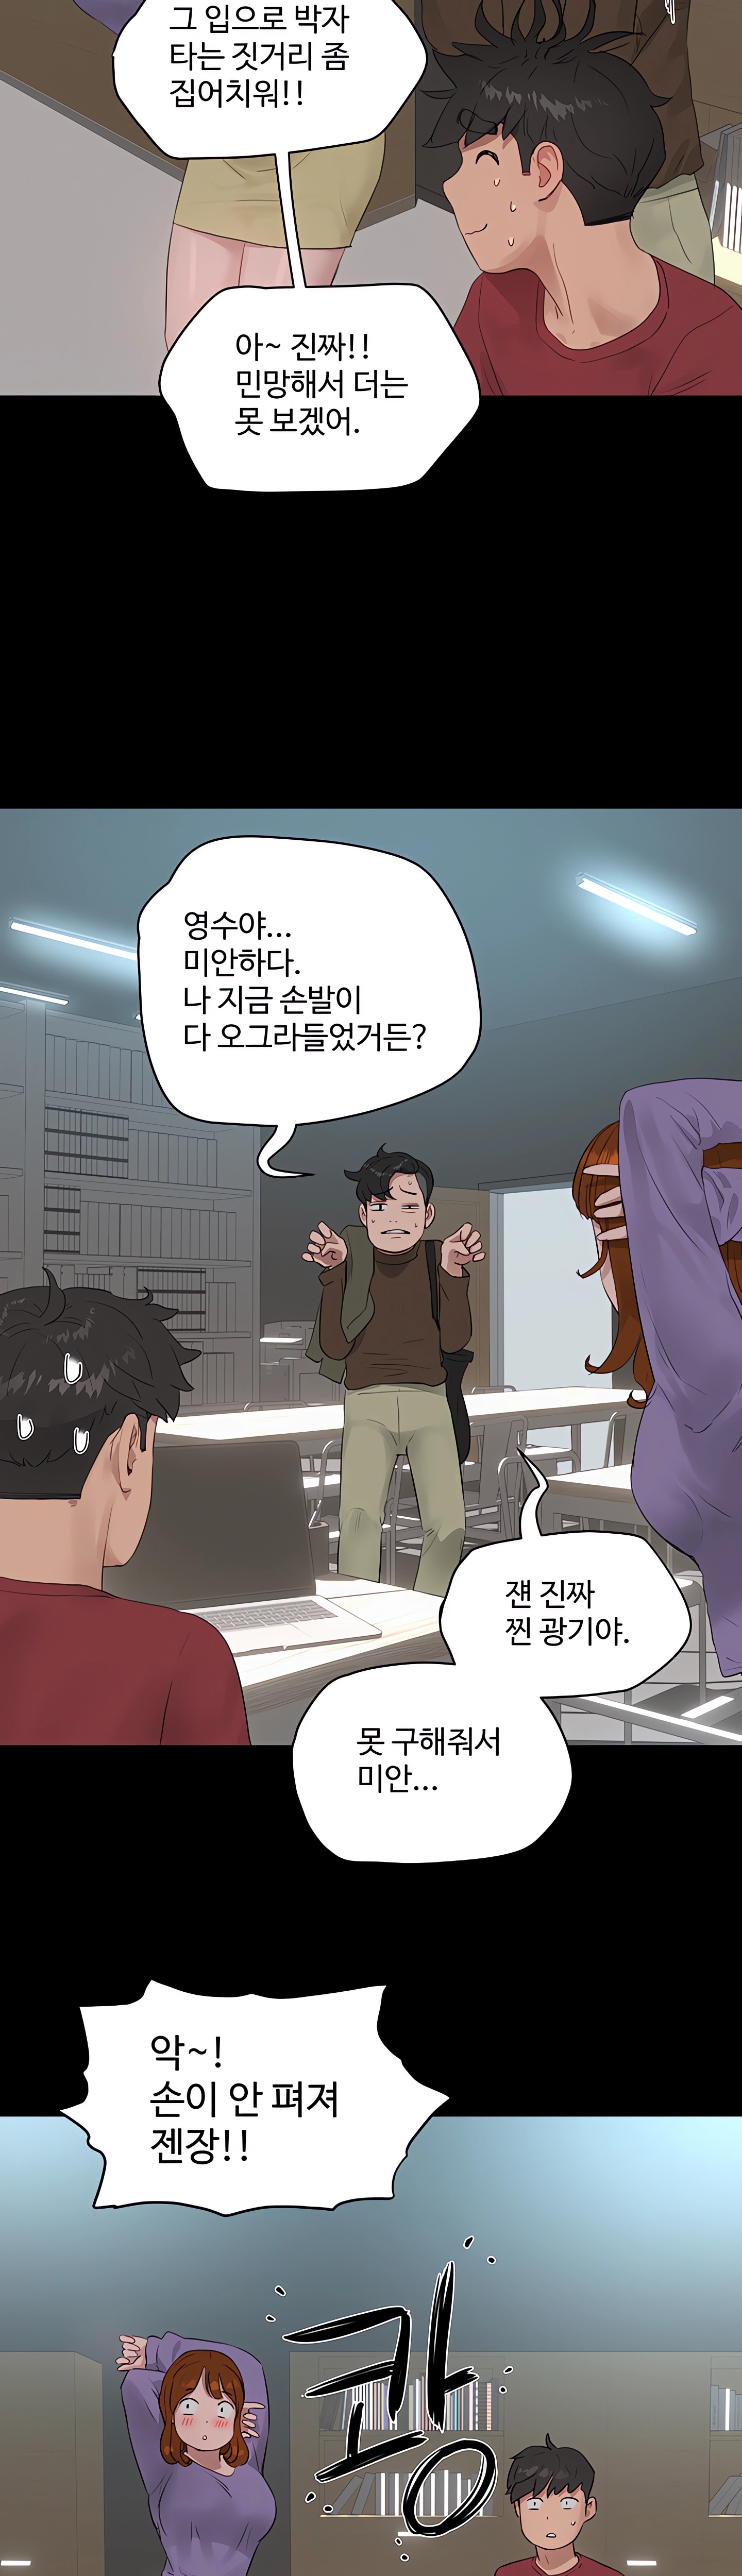 그 입으로 박자
타는 짓거리 좀
집어치워!!
아~ 진짜!!
민망해서 더는
못 보겠어.
영수야...
미안하다.
나 지금 손발이
다 오그라들었거든?
쟨 진짜
찐 광기야.
못 구해줘서
미안...
악~!
손이 안 펴져
젠장!!
쾅